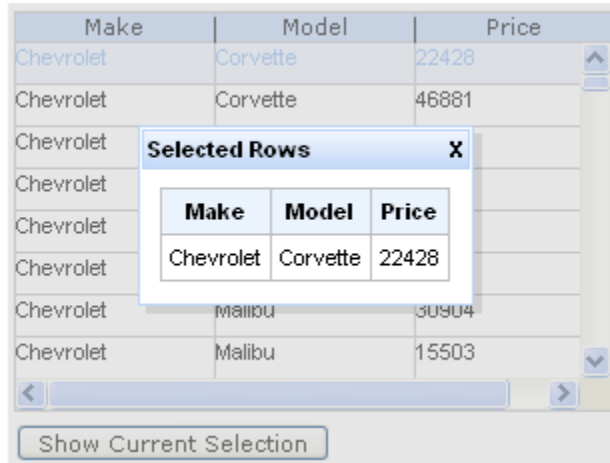 Make Model Price
Chevrolet Corvette 22428
Chevrolet Corvette 46881
Chevrolet
Selected Rows X
Chevrolet
Make Model Price
Chevrolet
Chevrolet Corvette 22428
Chevrolet
Chevrolet Malibu 30904
Chevrolet Malibu 15503
Show Current Selection